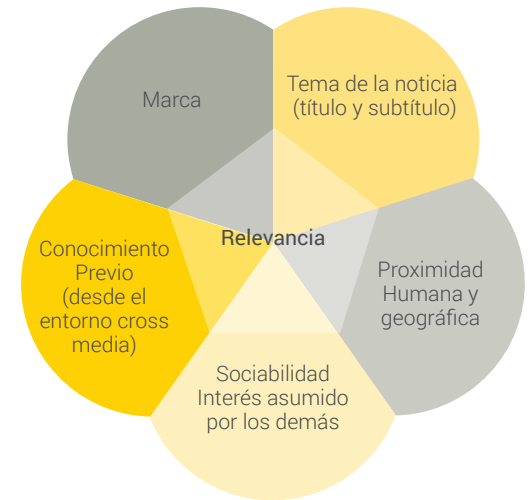 Marca
Tema de la noticia
(título y subtítulo)
Relevancia
Conocimiento
Previo
(desde el
entorno cross
media)
Proximidad
Humana y
geográfica
Sociabilidad
Interés asumido
por los demás